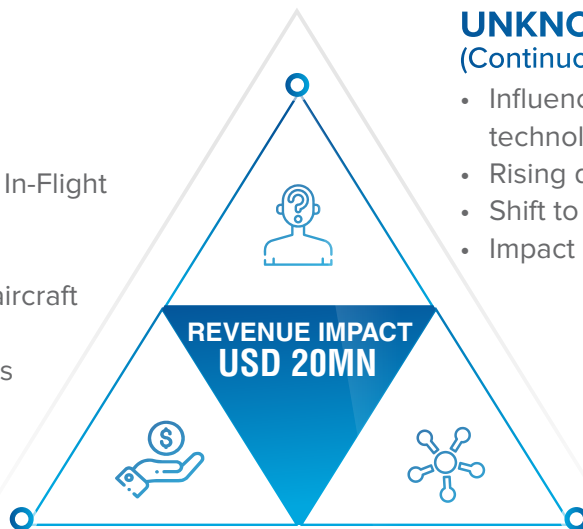 In-Flight
ircraft
s
UNKNO
(Continuo
• Influenc
technol
• Rising
• Shift to
• Impact
REVENUE IMPACT
USD 20MN
$